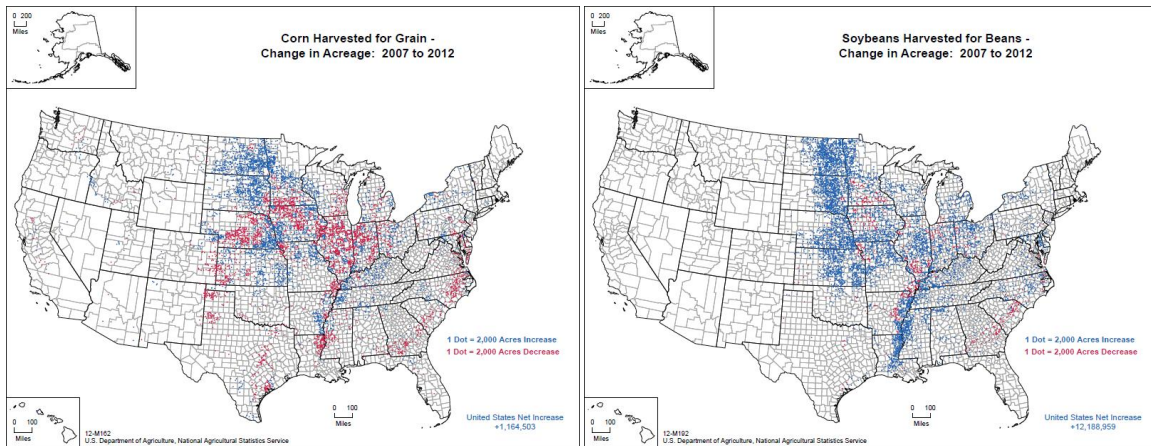 0 200
Miles
Corn Harvested for Grain -
Change in Acreage: 2007 to 2012
1 Dot = 2,000 Acres Increase
1 Dot = 2,000 Acres Decrease
0 100
Miles
0 100
Miles
United States Net Increase
+1,164,503
12-M162
U.S. Department of Agriculture, National Agricultural Statistics Service
0 200
Miles
Soybeans Harvested for Beans -
Change in Acreage: 2007 to 2012
1 Dot = 2,000 Acres Increase
1 Dot = 2,000 Acres Decrease
0 100
Miles
0 100
Miles
United States Net Increase
+12,188,959
12-M192
U.S. Department of Agriculture, National Agricultural Statistics Service